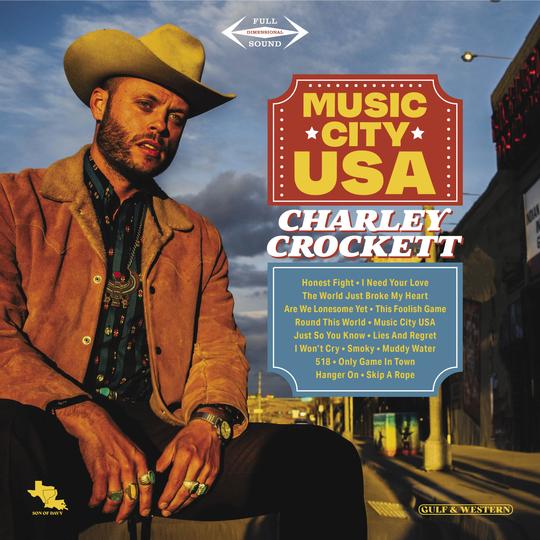 FULL
DIMENSIONAL
SOUND
MUSIC
CITY
USA
CHARLEY
CROCKETT
Honest Fight • I Need Your Love
The World Just Broke My Heart
Are We Lonesome Yet • This Foolish Game
Round This World • Music City USA
Just So You Know • Lies And Regret
I Won't Cry • Smoky • Muddy Water
518 • Only Game In Town
Hanger On • Skip A Rope
SON OF DAVY
GULF & WESTERN